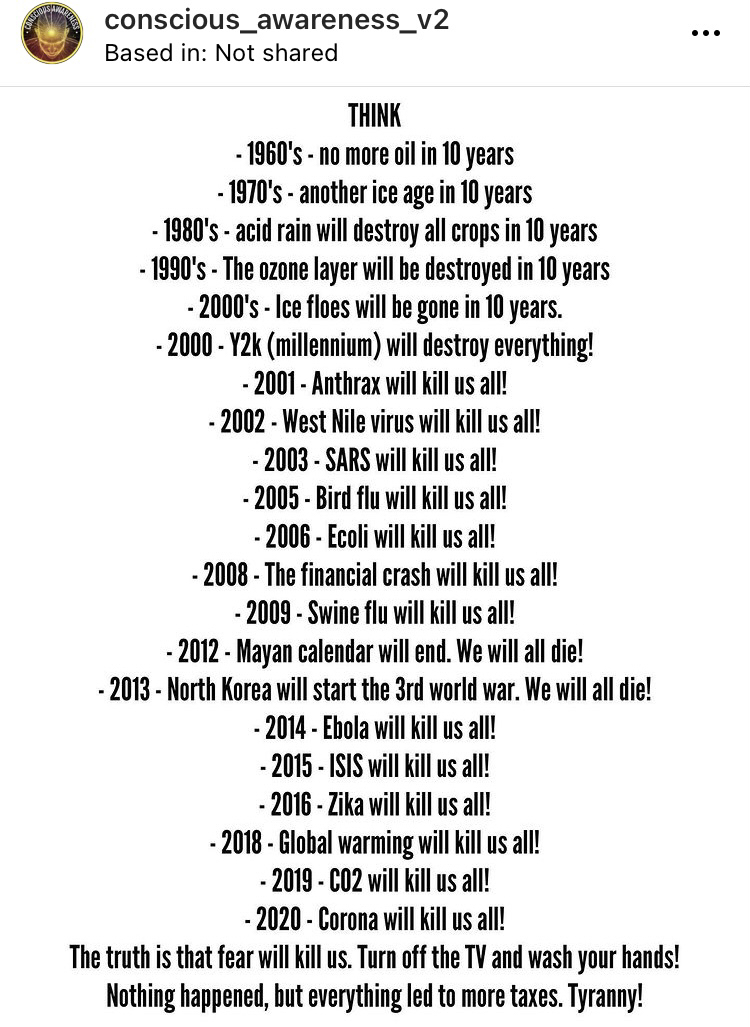 conscious_awareness_v2
Based in: Not shared
THINK
- 1960's - no more oil in 10 years
- 1970's - another ice age in 10 years
- 1980's - acid rain will destroy all crops in 10 years
- 1990's - The ozone layer will be destroyed in 10 years
- 2000's - Ice floes will be gone in 10 years.
- 2000 - Y2k (millennium) will destroy everything!
- 2001 - Anthrax will kill us all!
- 2002 - West Nile virus will kill us all!
- 2003 - SARS will kill us all!
- 2005 - Bird flu will kill us all!
- 2006 - Ecoli will kill us all!
- 2008 - The financial crash will kill us all!
- 2009 - Swine flu will kill us all!
- 2012 - Mayan calendar will end. We will all die!
- 2013 - North Korea will start the 3rd world war. We will all die!
- 2014 - Ebola will kill us all!
- 2015 - ISIS will kill us all!
- 2016 - Zika will kill us all!
- 2018 - Global warming will kill us all!
- 2019 - CO2 will kill us all!
- 2020 - Corona will kill us all!
The truth is that fear will kill us. Turn off the TV and wash your hands!
Nothing happened, but everything led to more taxes. Tyranny!